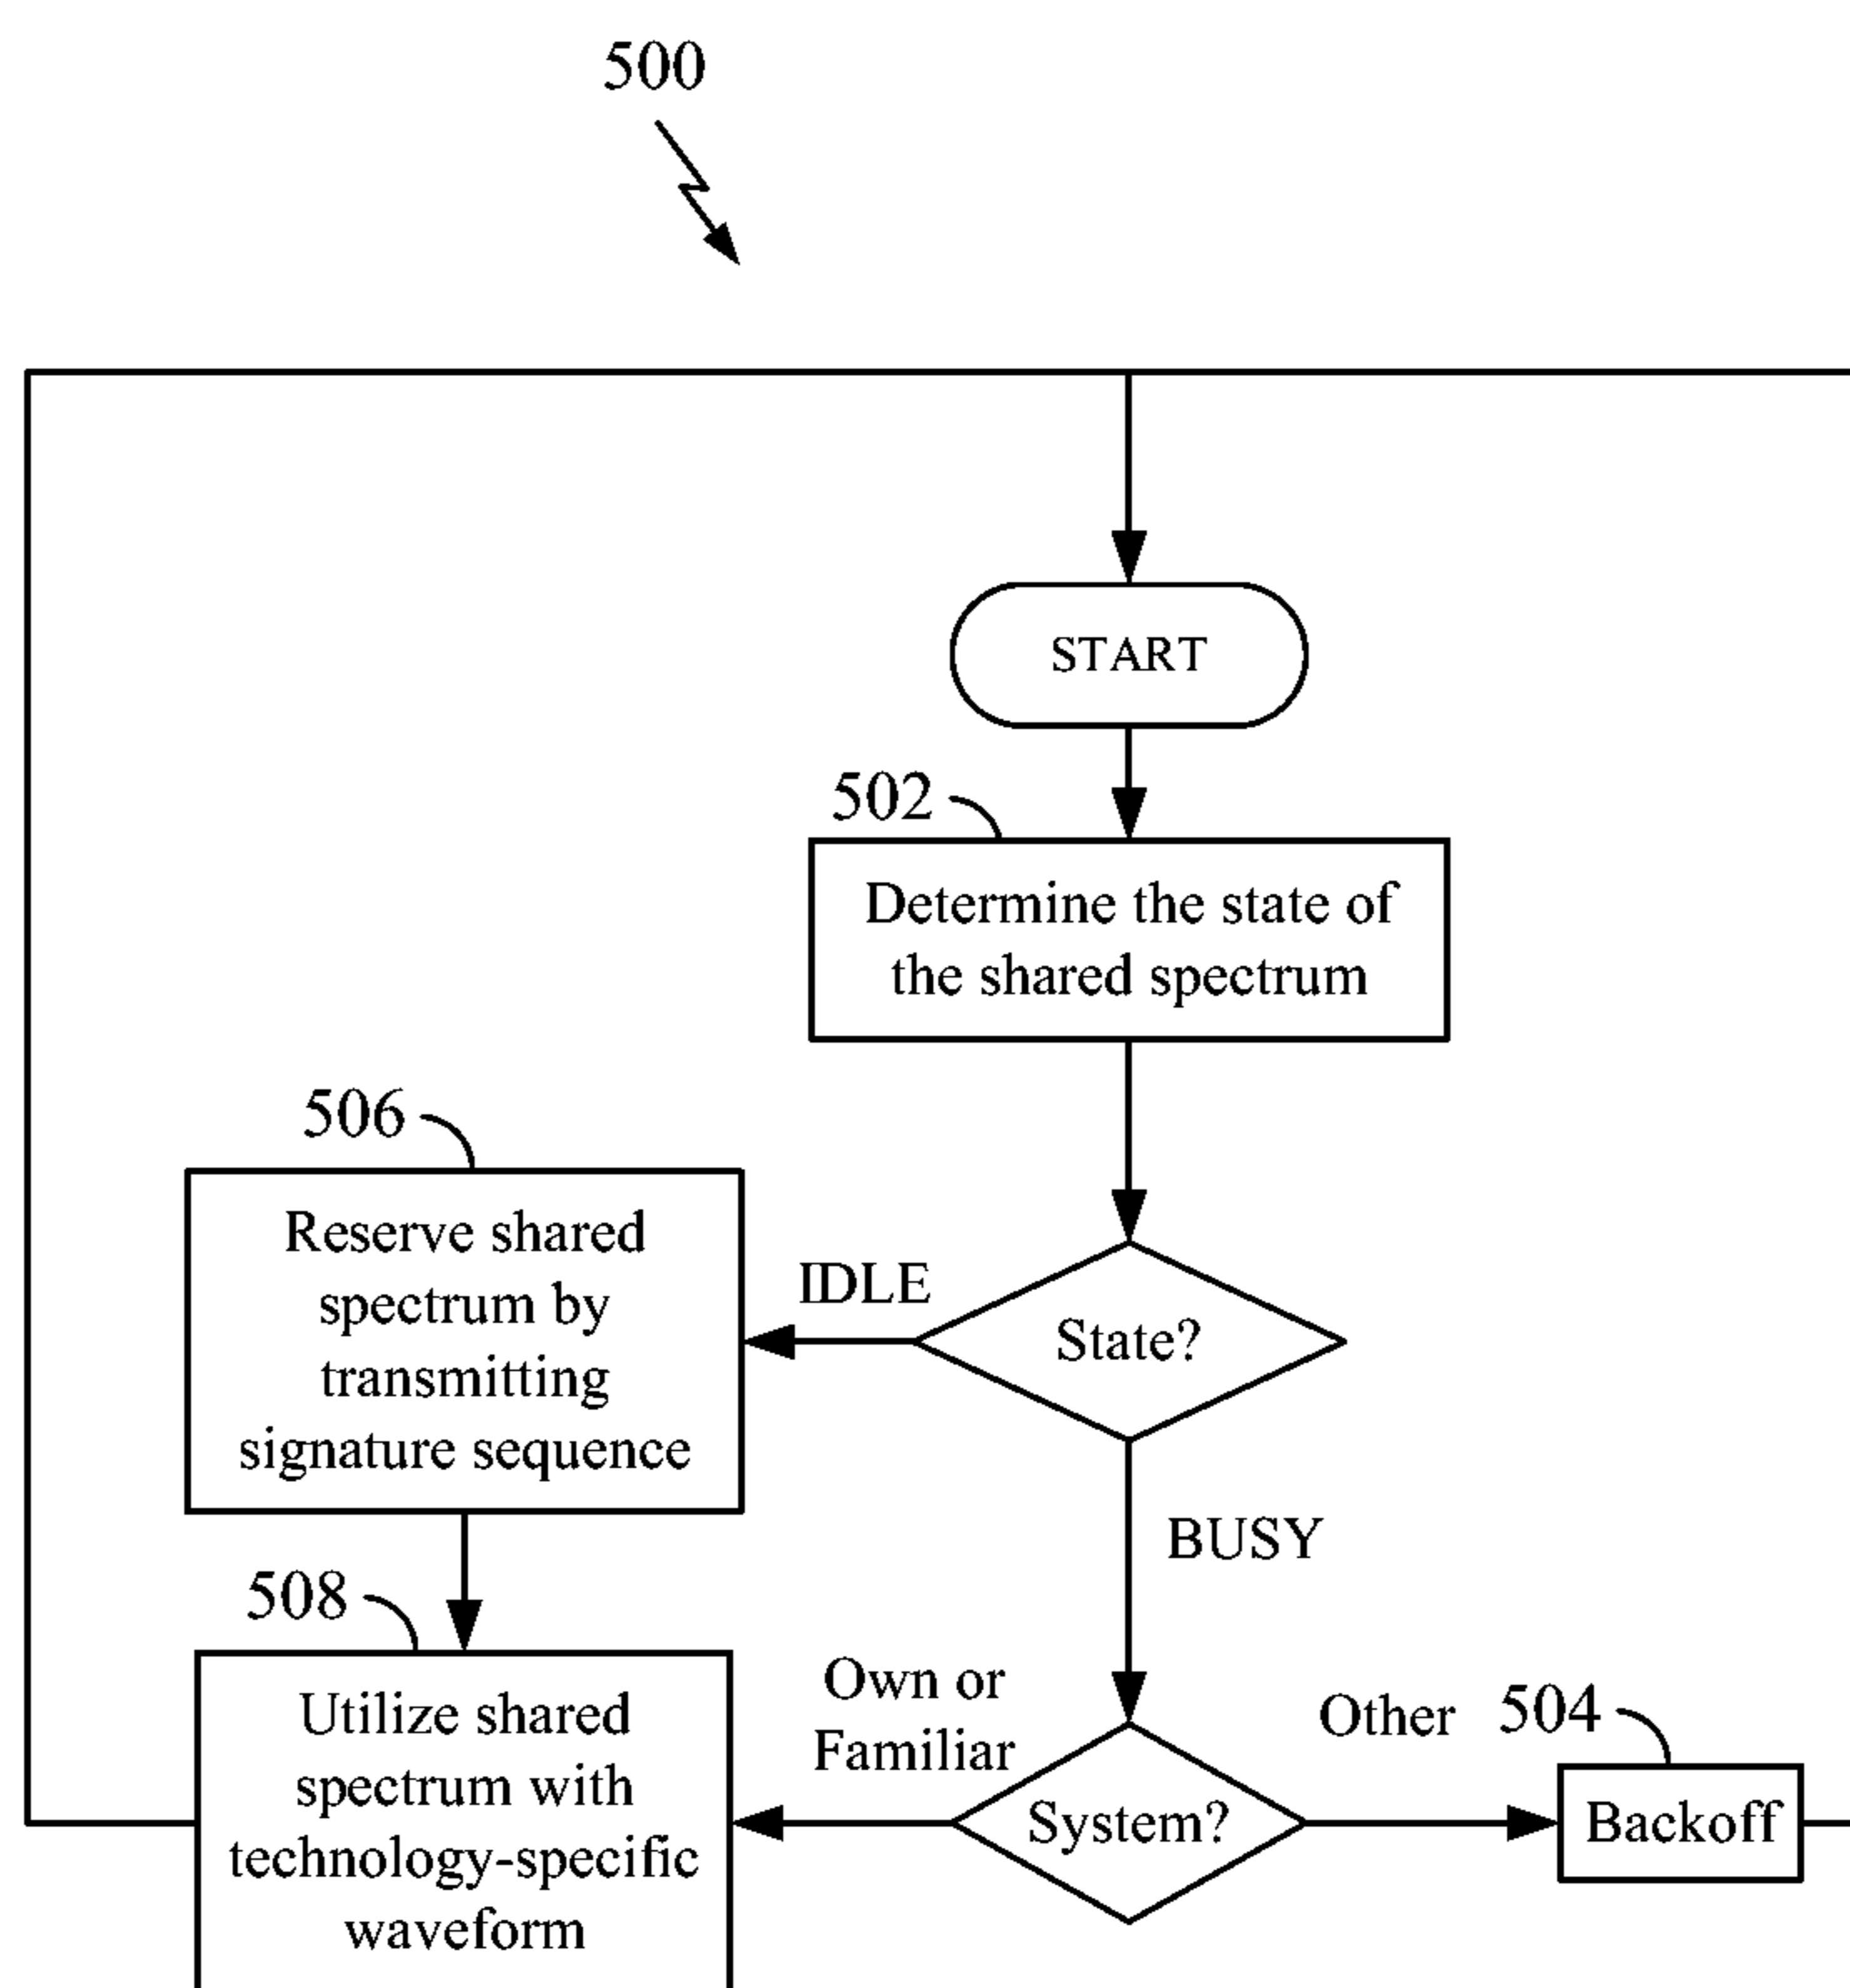 500
START
502
Determine the state of
the shared spectrum
506
Reserve shared
spectrum by
transmitting
signature sequence
IDLE
State?
BUSY
508
Utilize shared
spectrum with
technology-specific
waveform
Own or
Familiar
System?
Other
504
Backoff